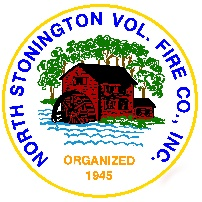 NORTH STONINGTON VOL. FIRE CO., INC.
ORGANIZED
1945